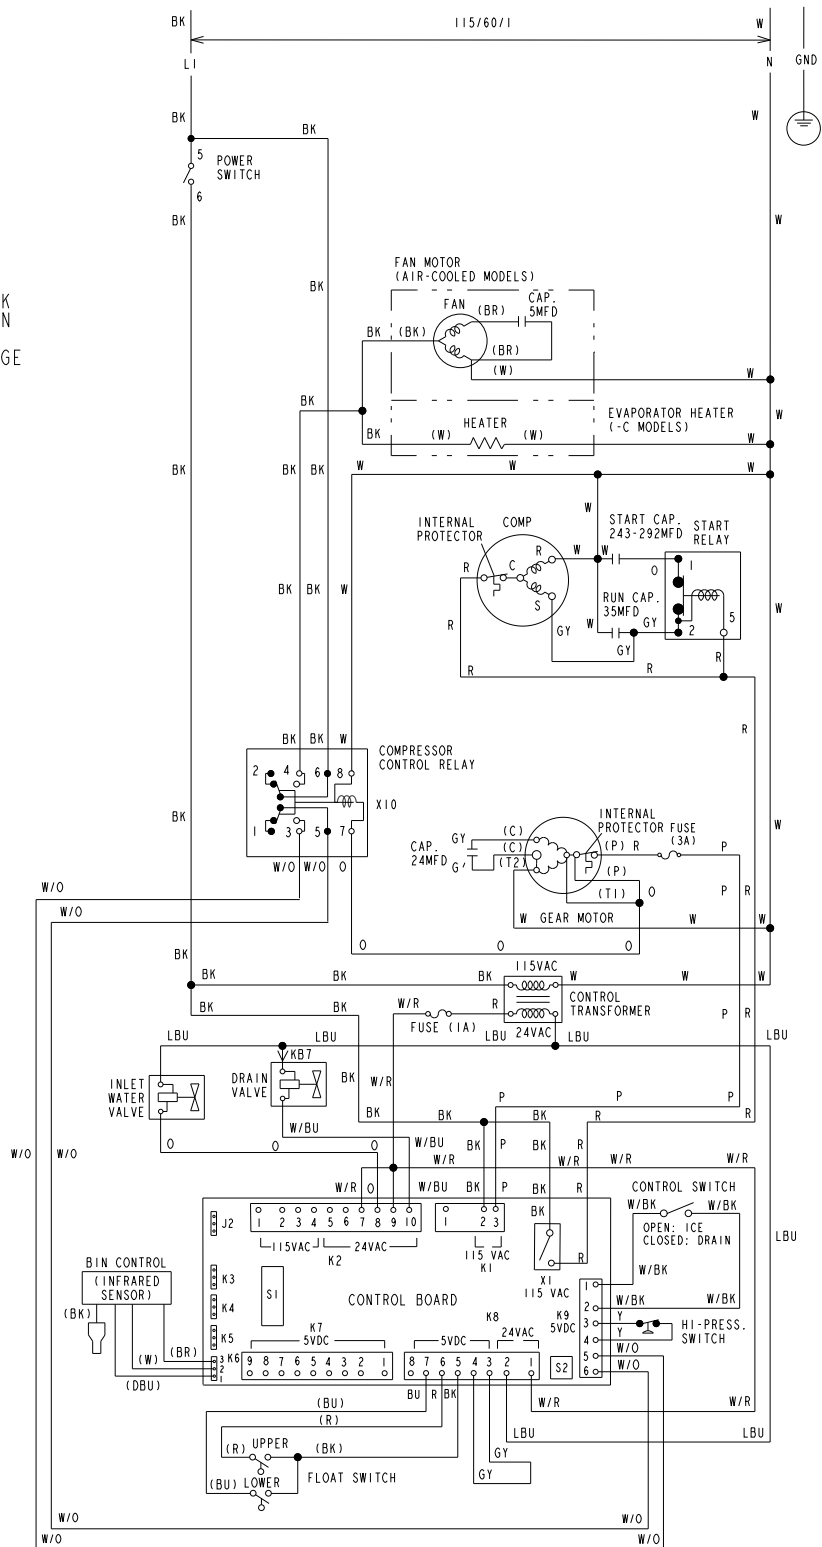 BK 115/60/1 W
L1 N GND
BK W
BK
5 POWER
SWITCH
6
BK W
FAN MOTOR
(AIR-COOLED MODELS)
BK
K
N
GE
FAN (BR) CAP.
5MFD
BK (BK)
(BR)
(W) W
BK W
HEATER EVAPORATOR HEATER
(-C MODELS)
BK (W) (W) W
BK BK BK W W W
INTERNAL
PROTECTOR COMP W START CAP.
243-292MFD START
RELAY
R C R W W O 1
BK BK W S RUN CAP.
35MFD W
R GY W GY 2 5
GY R
R R
R
BK BK W COMPRESSOR
CONTROL RELAY
2 4 6 8
X10
BK
1 3 5 7
W
CAP.
24MFD GY (C) INTERNAL
PROTECTOR FUSE
(3A)
(C) (P) R P
G' (T2) (P)
W/O W/O O (T1) O P R
W/O
W/O W GEAR MOTOR W W
O O O
BK
BK BK BK 115VAC W W W
BK BK W/R R CONTROL
TRANSFORMER P R
FUSE (1A) 24VAC
LBU LBU LBU LBU LBU
KB7
INLET
WATER
VALVE DRAIN
VALVE BK W/R
P P P
BK BK R R
W/BU
O O O W/BU BK P BK R
W/O W/O W/R W/R W/R W/R
W/R O W/BU BK P BK R
CONTROL SWITCH
W/BK W/BK
J2 1 2 3 4 5 6 7 8 9 10 1 2 3 BK
OPEN: ICE
CLOSED: DRAIN
LBU
115VAC 24VAC
K2 115 VAC
K1 R
BIN CONTROL
(INFRARED
SENSOR) K3 S1 X1
115 VAC 1 W/BK
K4 CONTROL BOARD 2 W/BK W/BK
(BK) K5 K7
5VDC K8
5VDC 24VAC K9
5VDC 3 Y HI-PRESS.
SWITCH
4 Y
(BR) K6 3 2 1
9 8 7 6 5 4 3 2 1 8 7 6 5 4 3 2 1 S2 5 W/O
(W) 6 W/O
(DBU)
(BU) BU R BK W/R W/R
(R)
LBU LBU
(R) UPPER (BK) GY
(BU) LOWER FLOAT SWITCH GY
W/O W/O
W/O W/O